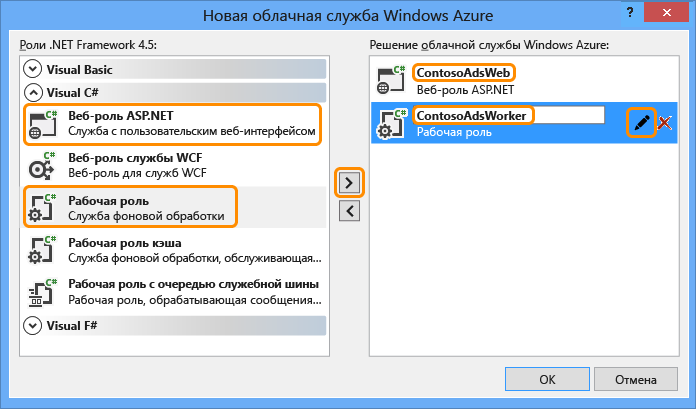 Новая облачная служба Windows Azure
?
Роли .NET Framework 4.5:
Visual Basic
Visual C#
C#
Веб-роль ASP.NET
Служба с пользовательским веб-интерфейсом
C#
Веб-роль службы WCF
Веб-роль для служб WCF
C#
Рабочая роль
Служба фоновой обработки
C#
Рабочая роль кэша
Служба фоновой обработки, обслуживающая...
C#
Рабочая роль с очередью служебной шины
Рабочая роль, обрабатывающая сообщения...
Visual F#
>
<
Решение облачной службы Windows Azure:
C#
ContosoAdsWeb
Веб-роль ASP.NET
C#
ContosoAdsWorker
Рабочая роль
OK
Отмена